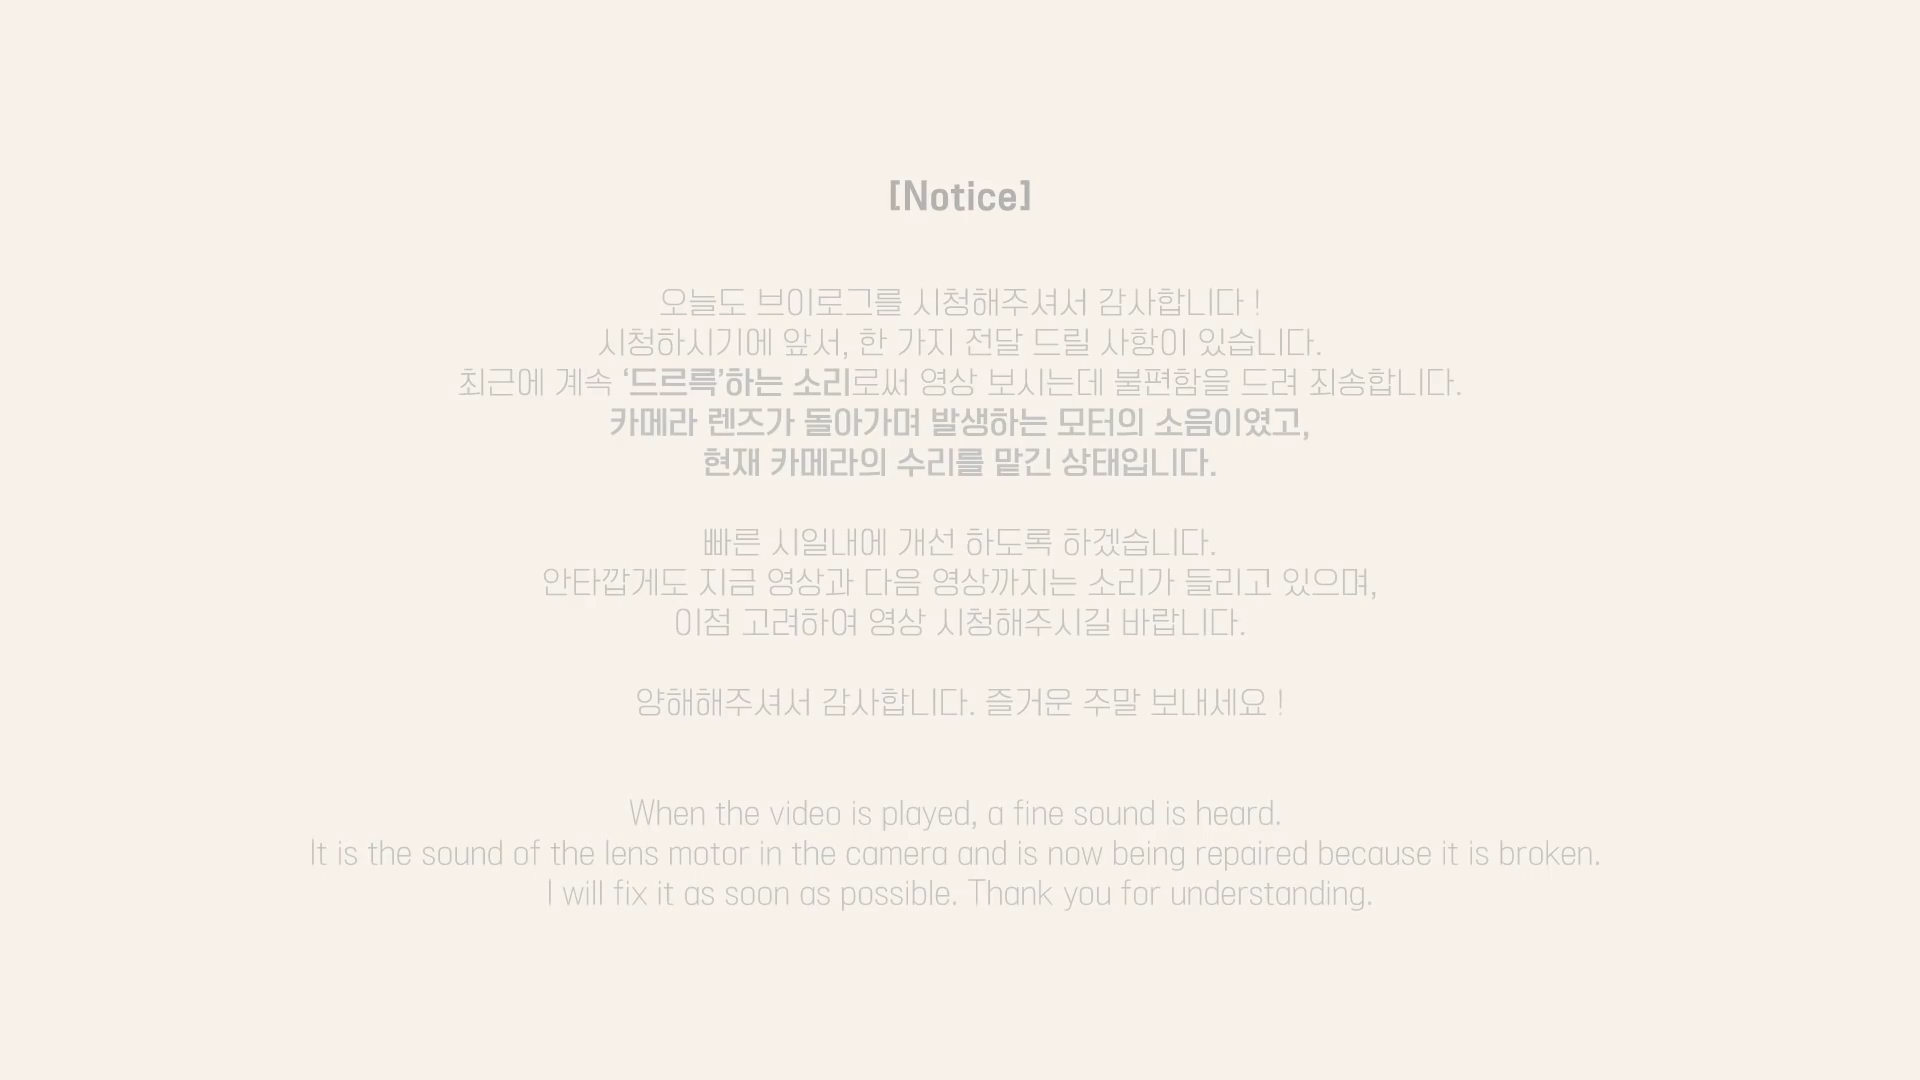 [Notice]
오늘도 브이로그를 시청해주셔서 감사합니다 !
시청하시기에 앞서, 한 가지 전달 드릴 사항이 있습니다.
최근에 계속 ‘드르륵’하는 소리로써 영상 보시는데 불편함을 드려 죄송합니다.
카메라 렌즈가 돌아가며 발생하는 모터의 소음이였고,
현재 카메라의 수리를 맡긴 상태입니다.
빠른 시일내에 개선 하도록 하겠습니다.
안타깝게도 지금 영상과 다음 영상까지는 소리가 들리고 있으며,
이점 고려하여 영상 시청해주시길 바랍니다.
양해해주셔서 감사합니다. 즐거운 주말 보내세요 !
When the video is played, a fine sound is heard.
It is the sound of the lens motor in the camera and is now being repaired because it is broken.
I will fix it as soon as possible. Thank you for understanding.